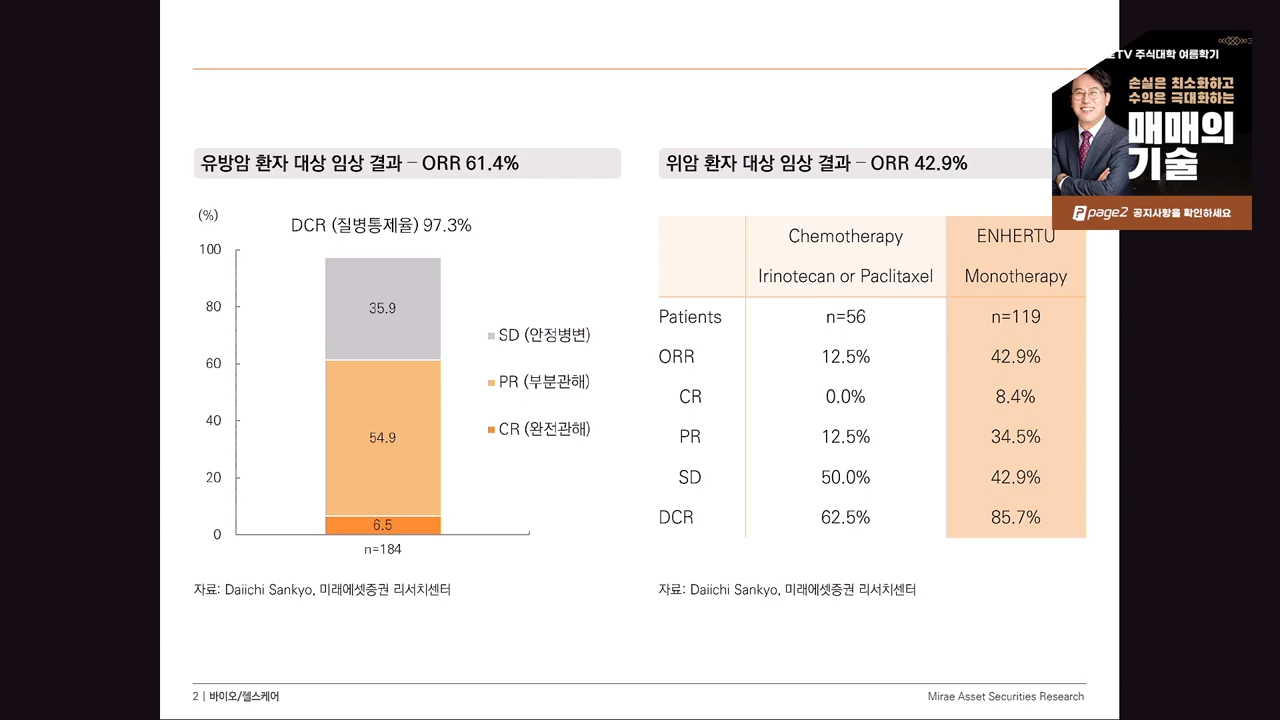 TV 주식대학 여름학기
손실은 최소화하고
수익은 극대화하는
매매의
기술
page2 공지사항을 확인하세요
유방암 환자 대상 임상 결과 – ORR 61.4%
(%)
DCR (질병통제율) 97.3%
100
80
60
40
20
0
35.9
54.9
6.5
n=184
SD (안정병변)
PR (부분관해)
CR (완전관해)
자료: Daiichi Sankyo, 미래에셋증권 리서치센터
위암 환자 대상 임상 결과 – ORR 42.9%
Chemotherapy ENHERTU
Irinotecan or Paclitaxel Monotherapy
Patients n=56 n=119
ORR 12.5% 42.9%
CR 0.0% 8.4%
PR 12.5% 34.5%
SD 50.0% 42.9%
DCR 62.5% 85.7%
자료: Daiichi Sankyo, 미래에셋증권 리서치센터
2 | 바이오/헬스케어
Mirae Asset Securities Research